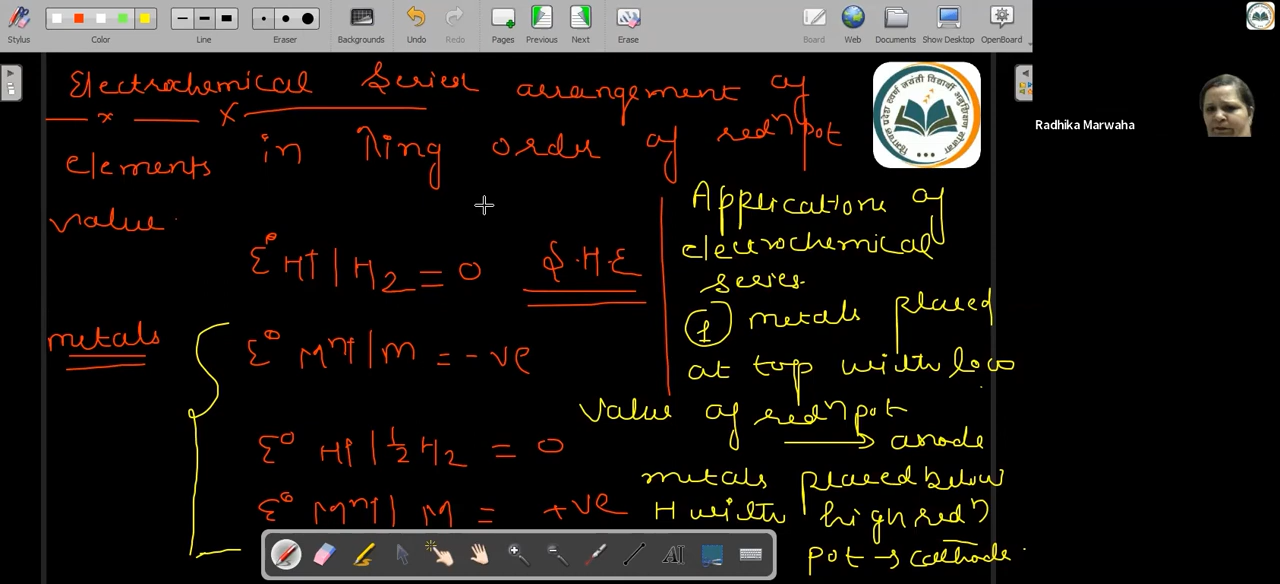 Stylus Color Line Eraser Backgrounds Undo Redo Pages Previous Next Erase Board Web Documents Show Desktop OpenBoard
Electrochemical Series arrangement of
elements in ↑ing order of redⁿ pot
value.
E° H⁺ | H₂ = 0 S.H.E
metals
E° Mⁿ⁺ | M = -ve
E° H⁺ | ½ H₂ = 0
E° Mⁿ⁺ | M = +ve
Applications of
electrochemical
series.
① metals placed
at top with low
value of redⁿ pot
→ anode
metals placed below
H with high redⁿ
pot → cathode.
Radhika Marwaha